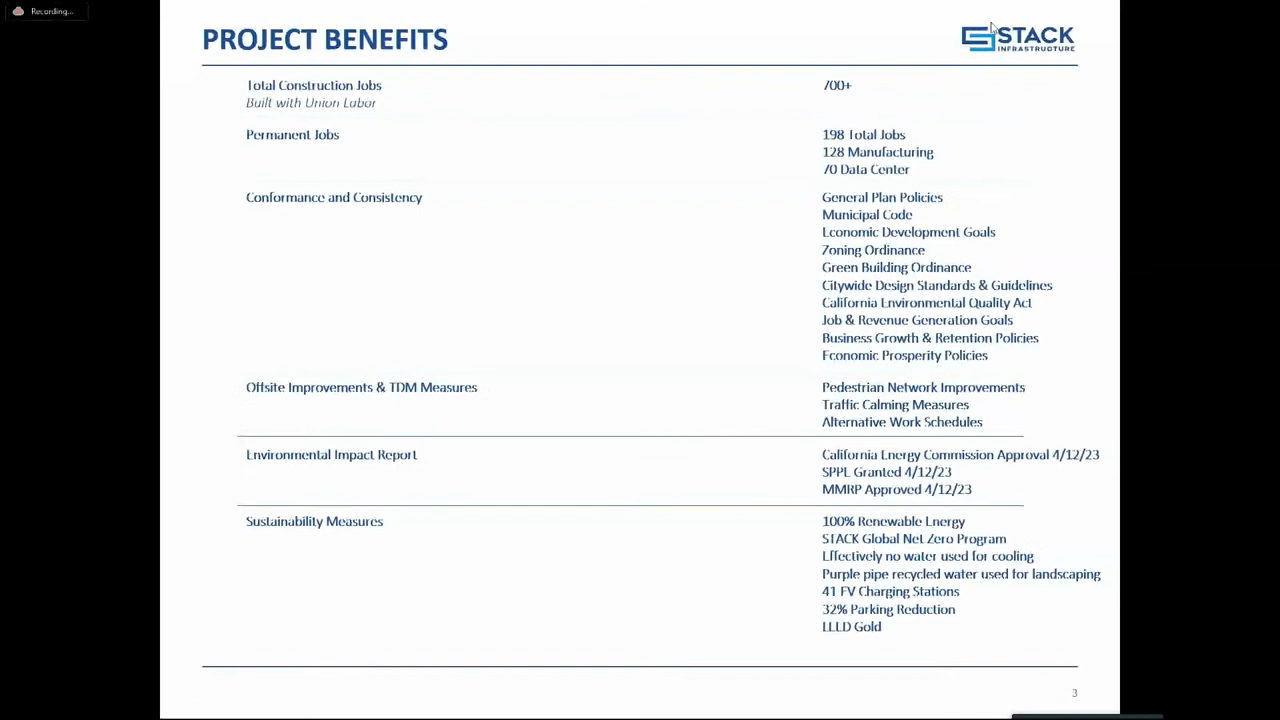 Recording...
PROJECT BENEFITS
STACK
INFRASTRUCTURE
Total Construction Jobs
700+
Built with Union Labor
Permanent Jobs
198 Total Jobs
128 Manufacturing
70 Data Center
Conformance and Consistency
General Plan Policies
Municipal Code
Economic Development Goals
Zoning Ordinance
Green Building Ordinance
Citywide Design Standards & Guidelines
California Environmental Quality Act
Job & Revenue Generation Goals
Business Growth & Retention Policies
Economic Prosperity Policies
Offsite Improvements & TDM Measures
Pedestrian Network Improvements
Traffic Calming Measures
Alternative Work Schedules
Environmental Impact Report
California Energy Commission Approval 4/12/23
SPPE Granted 4/12/23
MMRP Approved 4/12/23
Sustainability Measures
100% Renewable Energy
STACK Global Net Zero Program
Effectively no water used for cooling
Purple pipe recycled water used for landscaping
41 EV Charging Stations
32% Parking Reduction
LEED Gold
3